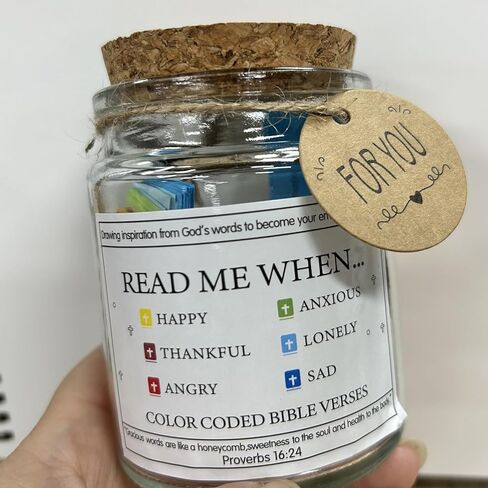 FOR YOU
Drawing inspiration from God's words to become your
READ ME WHEN...
HAPPY
ANXIOUS
THANKFUL
LONELY
ANGRY
SAD
COLOR CODED BIBLE VERSES
"Gracious words are like a honeycomb,sweetness to the soul and health to the body."
Proverbs 16:24